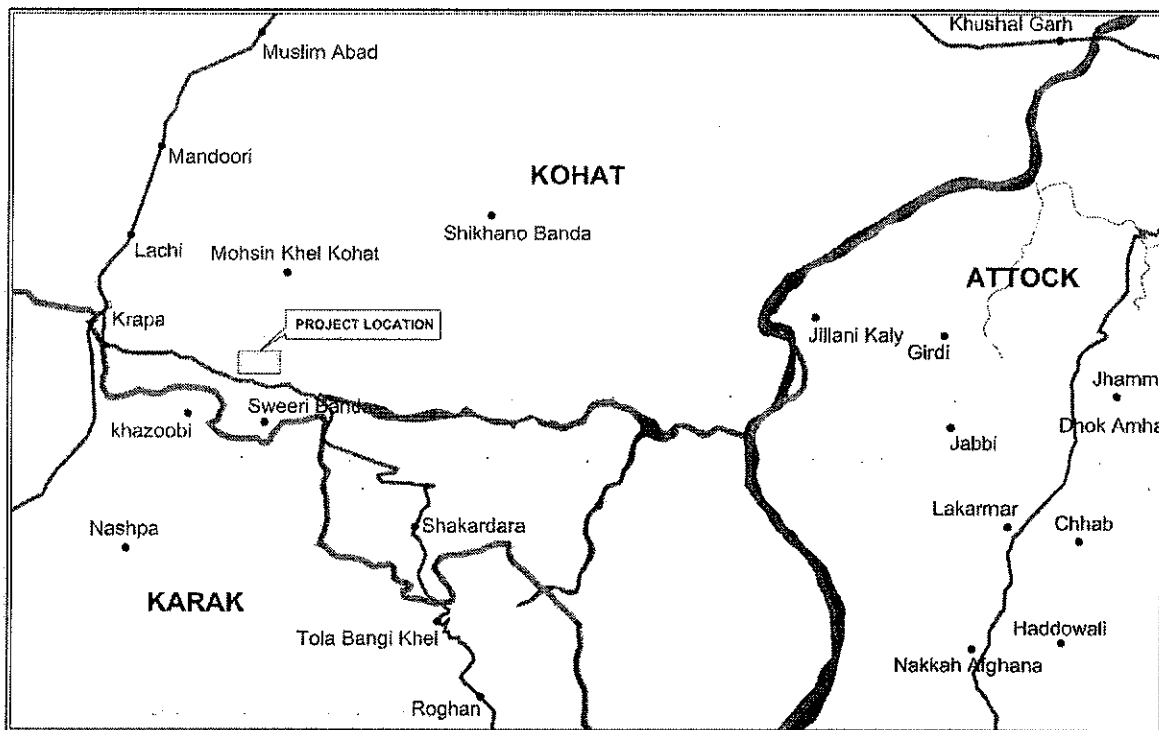 Khushal Garh
Muslim Abad
Mandoori
KOHAT
Shikhano Banda
Lachi
Mohsin Khel Kohat
ATTOCK
Krapa
PROJECT LOCATION
Jillani Kaly
Girdi
Jhamm
Sweeri Banda
khazoobi
Dhok Amha
Jabbi
Lakarmar
Chhab
Shakardara
Nashpa
KARAK
Tola Bangi Khel
Haddowali
Nakkah Afghana
Roghan